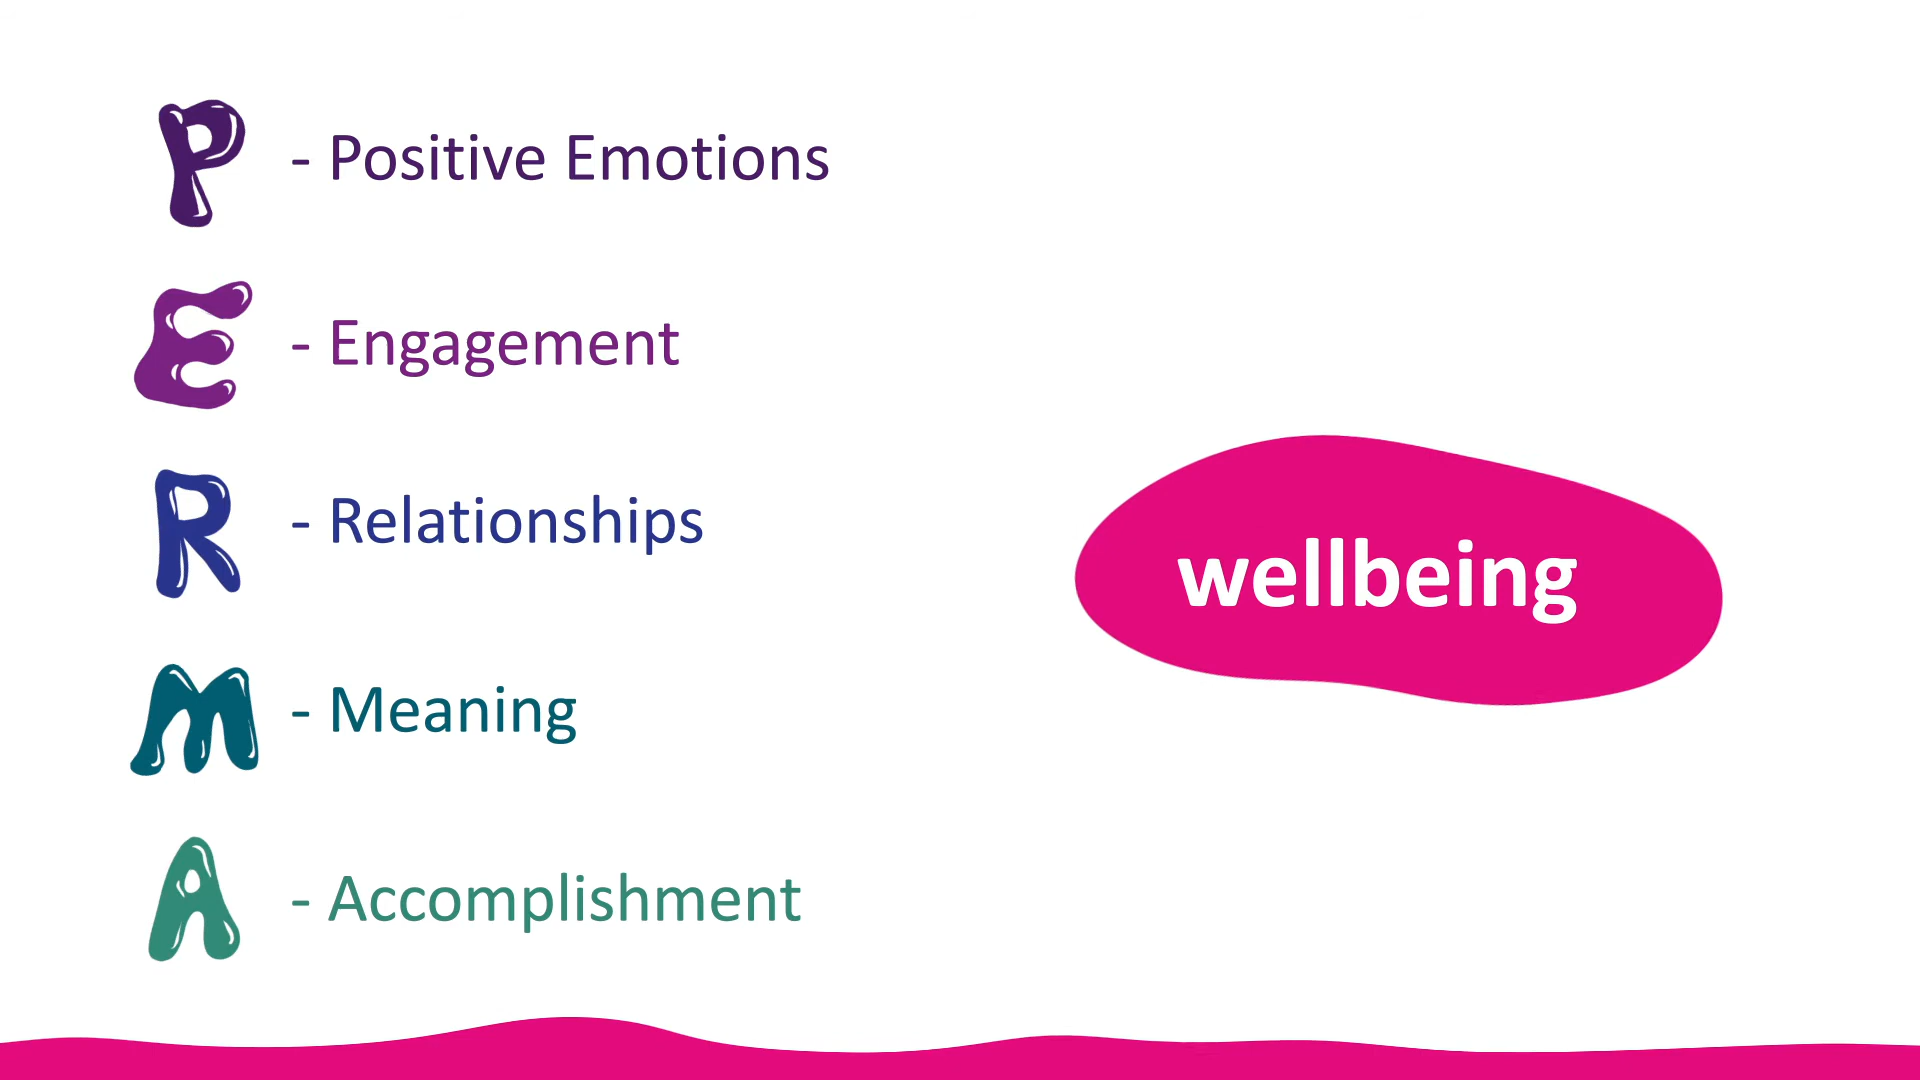 P - Positive Emotions
E - Engagement
R - Relationships
M - Meaning
A - Accomplishment
wellbeing